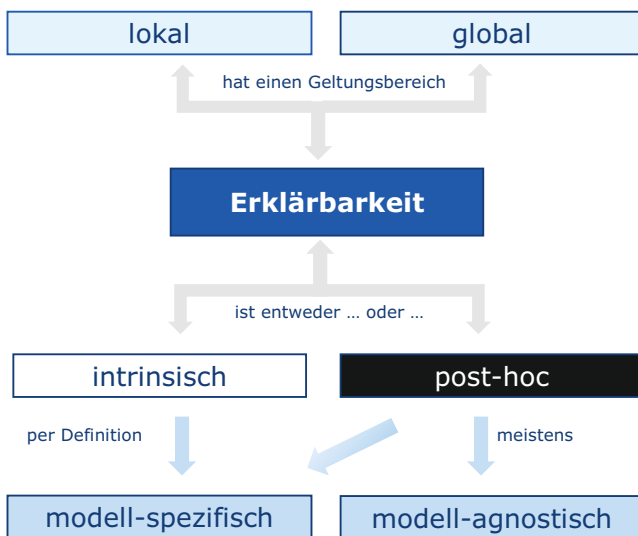 lokal
global
hat einen Geltungsbereich
Erklärbarkeit
ist entweder … oder …
intrinsisch
post-hoc
per Definition
meistens
modell-spezifisch
modell-agnostisch